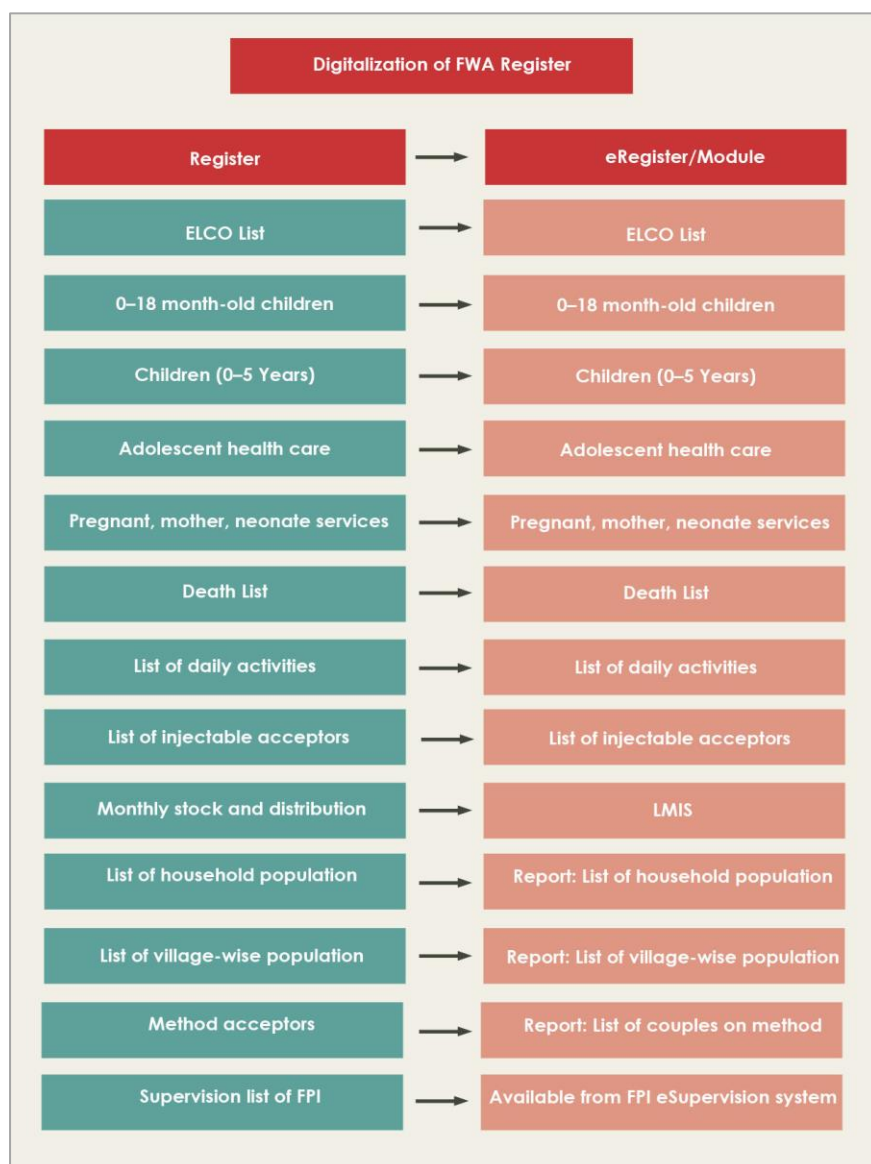 Digitalization of FWA Register
Register
eRegister/Module
ELCO List
ELCO List
0–18 month-old children
0–18 month-old children
Children (0–5 Years)
Children (0–5 Years)
Adolescent health care
Adolescent health care
Pregnant, mother, neonate services
Pregnant, mother, neonate services
Death List
Death List
List of daily activities
List of daily activities
List of injectable acceptors
List of injectable acceptors
Monthly stock and distribution
LMIS
List of household population
Report: List of household population
List of village-wise population
Report: List of village-wise population
Method acceptors
Report: List of couples on method
Supervision list of FPI
Available from FPI eSupervision system